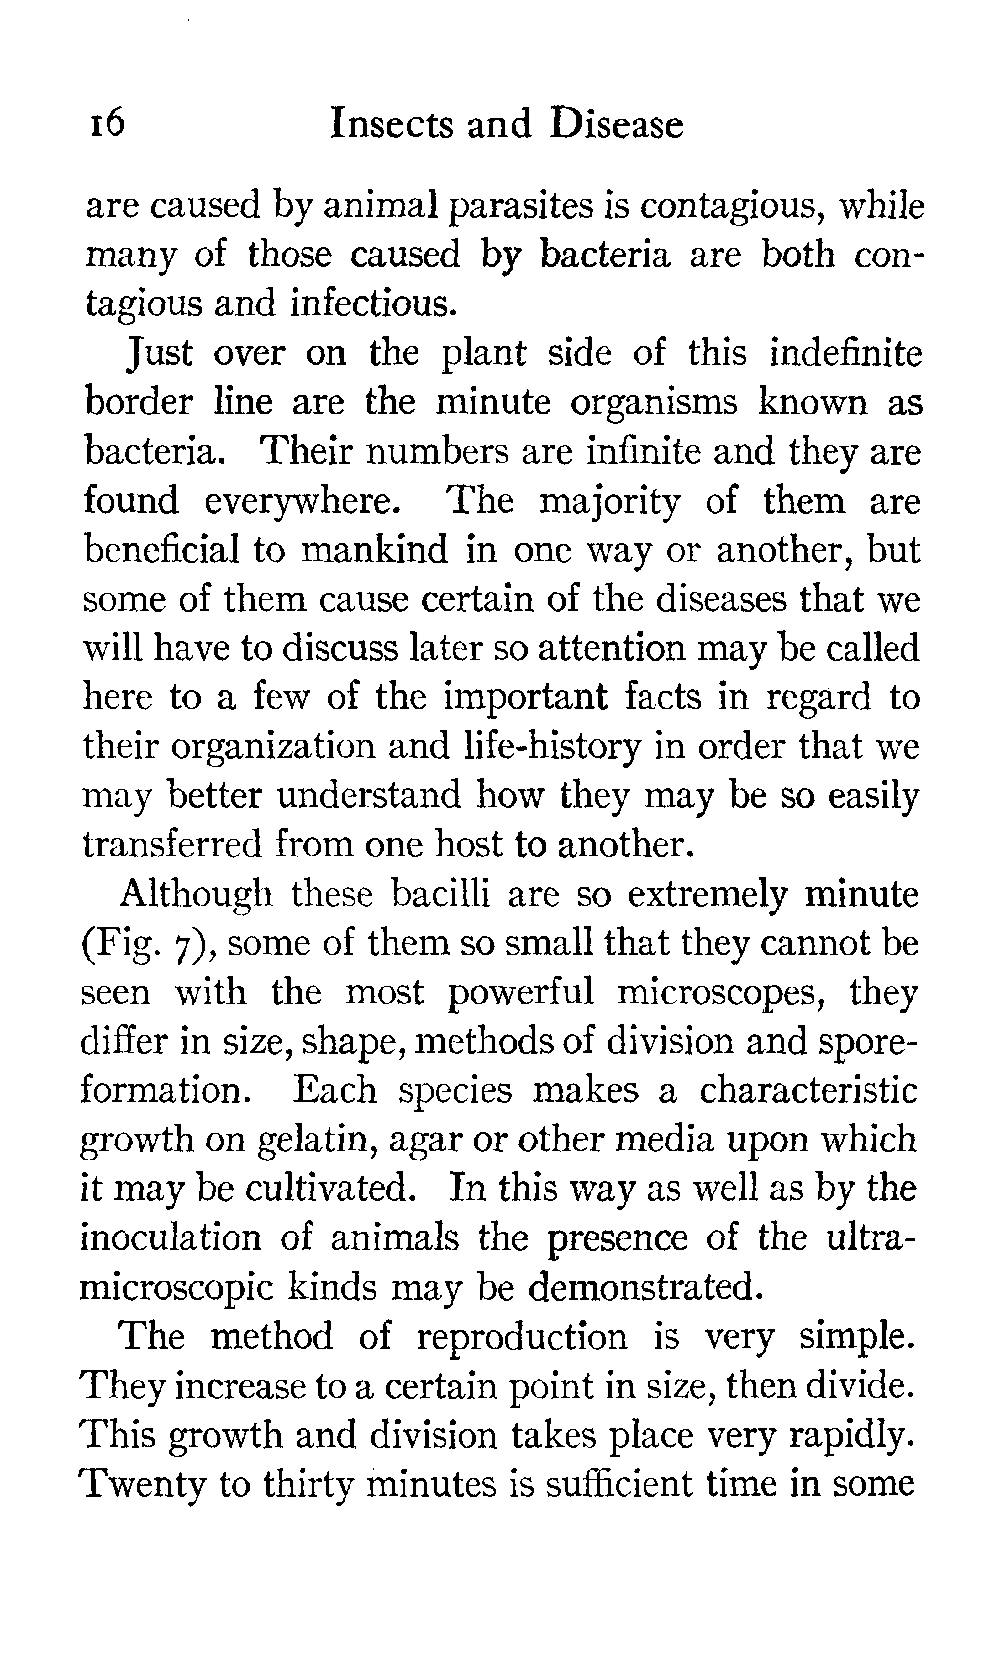 16 Insects and Disease
are caused by animal parasites is contagious, while
many of those caused by bacteria are both con-
tagious and infectious.
Just over on the plant side of this indefinite
border line are the minute organisms known as
bacteria. Their numbers are infinite and they are
found everywhere. The majority of them are
beneficial to mankind in one way or another, but
some of them cause certain of the diseases that we
will have to discuss later so attention may be called
here to a few of the important facts in regard to
their organization and life-history in order that we
may better understand how they may be so easily
transferred from one host to another.
Although these bacilli are so extremely minute
(Fig. 7), some of them so small that they cannot be
seen with the most powerful microscopes, they
differ in size, shape, methods of division and spore-
formation. Each species makes a characteristic
growth on gelatin, agar or other media upon which
it may be cultivated. In this way as well as by the
inoculation of animals the presence of the ultra-
microscopic kinds may be demonstrated.
The method of reproduction is very simple.
They increase to a certain point in size, then divide.
This growth and division takes place very rapidly.
Twenty to thirty minutes is sufficient time in some